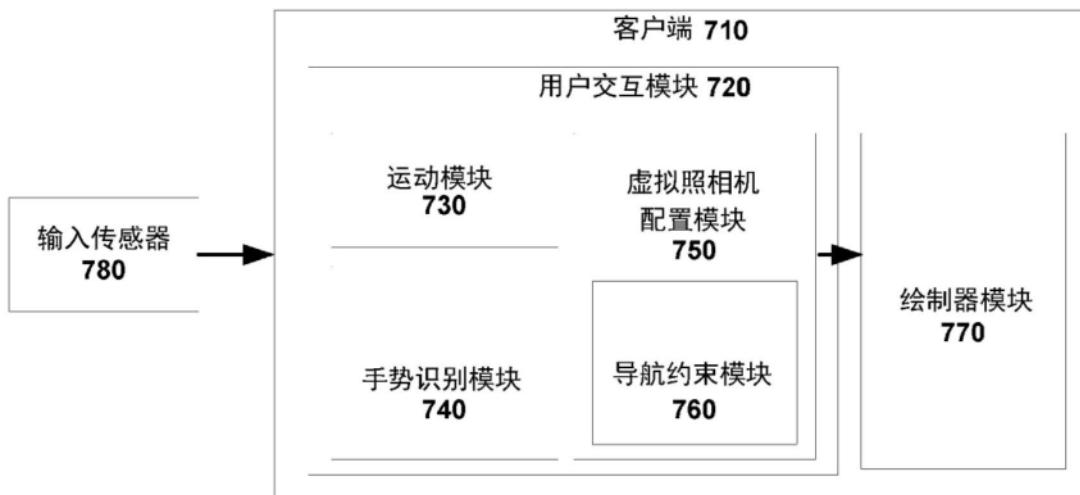 客户端 710
用户交互模块 720
运动模块
730
虚拟照相机
配置模块
750
输入传感器
780
绘制器模块
770
手势识别模块
740
导航约束模块
760